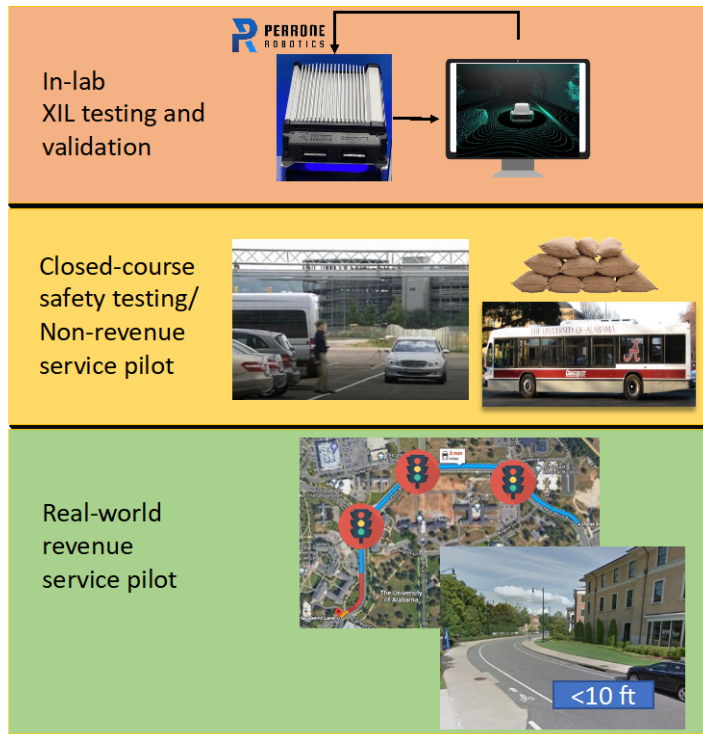 PERRONE
ROBOTICS
In-lab
XIL testing and
validation
Closed-course
safety testing/
Non-revenue
service pilot
THE UNIVERSITY OF ALABAMA
A
Real-world
revenue
service pilot
The University
of Alabama
<10 ft